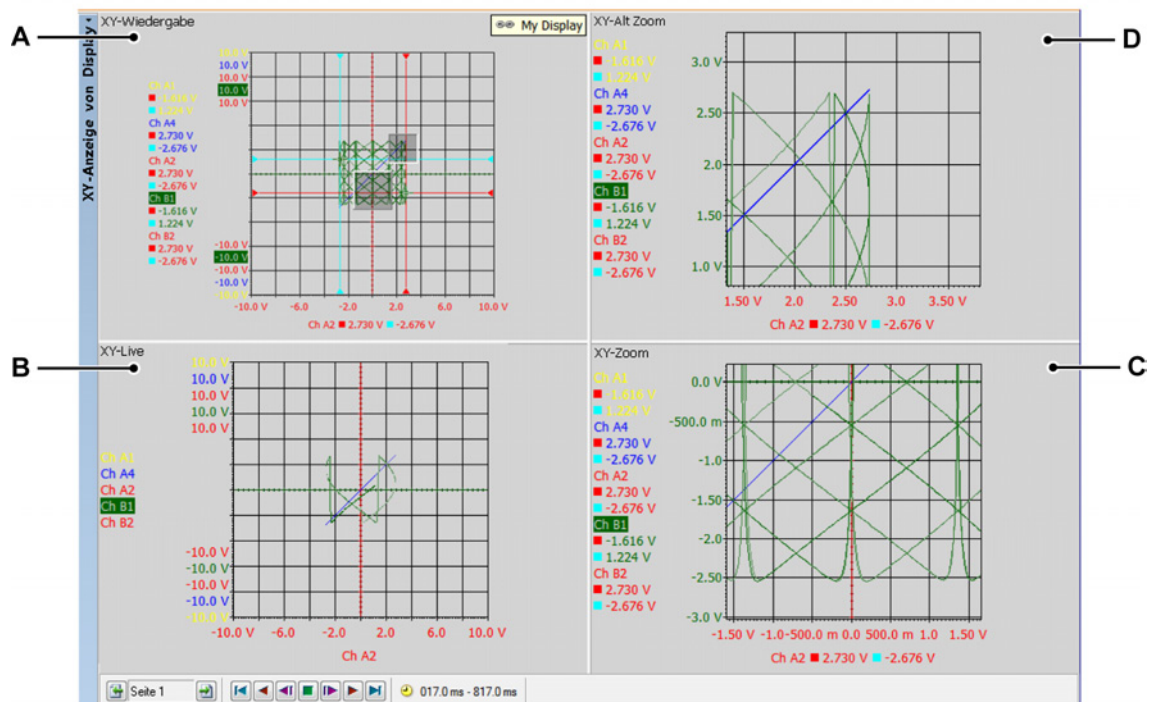 A
B
C
D
XY-Anzeige von Display
XY-Wiedergabe
My Display
Ch A1
-1.616 V
1.224 V
Ch A4
2.730 V
-2.676 V
Ch A2
2.730 V
-2.676 V
Ch B1
-1.616 V
1.224 V
Ch B2
2.730 V
-2.676 V
10.0 V
10.0 V
10.0 V
10.0 V
10.0 V
-10.0 V
-10.0 V
-10.0 V
-10.0 V
-10.0 V
-10.0 V -6.0 -2.0 2.0 6.0 10.0 V
Ch A2 2.730 V -2.676 V
XY-Alt Zoom
Ch A1
-1.616 V
1.224 V
Ch A4
2.730 V
-2.676 V
Ch A2
2.730 V
-2.676 V
Ch B1
-1.616 V
1.224 V
Ch B2
2.730 V
-2.676 V
3.0 V
2.50
2.0
1.50
1.0 V
1.50 V 2.0 2.50 3.0 3.50 V
Ch A2 2.730 V -2.676 V
XY-Live
Ch A1
Ch A4
Ch A2
Ch B1
Ch B2
10.0 V
10.0 V
10.0 V
10.0 V
10.0 V
-10.0 V
-10.0 V
-10.0 V
-10.0 V
-10.0 V
-10.0 V -6.0 -2.0 2.0 6.0 10.0 V
Ch A2
XY-Zoom
Ch A1
-1.616 V
1.224 V
Ch A4
2.730 V
-2.676 V
Ch A2
2.730 V
-2.676 V
Ch B1
-1.616 V
1.224 V
Ch B2
2.730 V
-2.676 V
0.0 V
-500.0 m
-1.0
-1.50
-2.0
-2.50
-3.0 V
-1.50 V -1.0 -500.0 m 0.0 500.0 m 1.0 1.50 V
Ch A2 2.730 V -2.676 V
Seite 1
017.0 ms - 817.0 ms